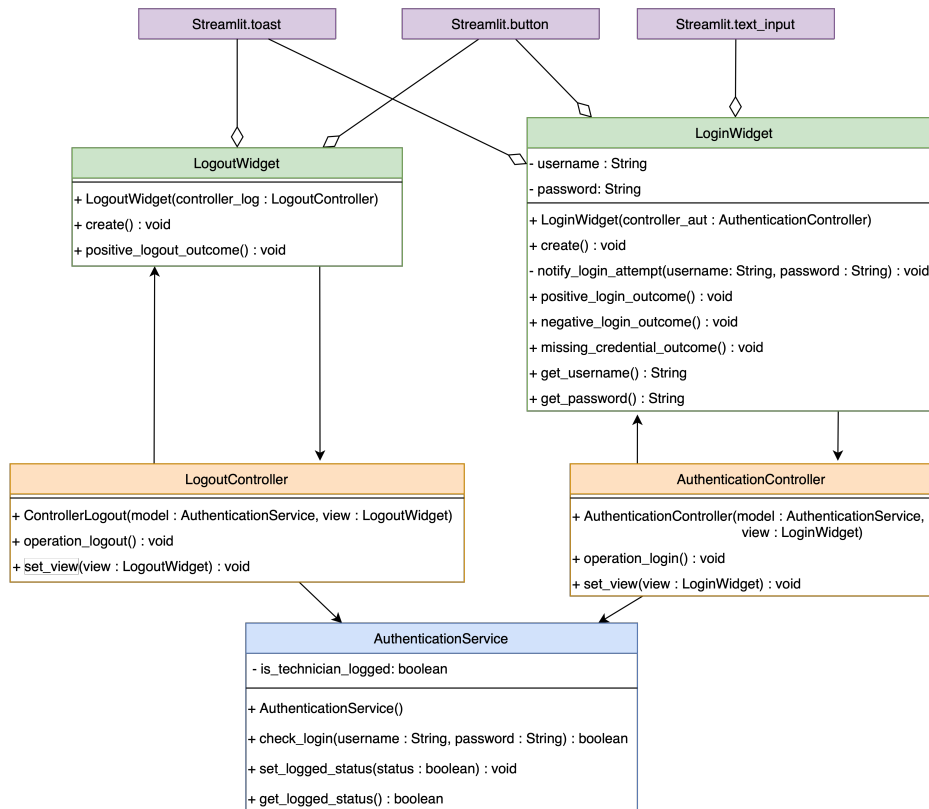 Streamlit.toast
Streamlit.button
Streamlit.text_input
LogoutWidget
+ LogoutWidget(controller_log : LogoutController)
+ create() : void
+ positive_logout_outcome() : void
LoginWidget
- username : String
- password: String
+ LoginWidget(controller_aut : AuthenticationController)
+ create() : void
- notify_login_attempt(username: String, password : String) : void
+ positive_login_outcome() : void
+ negative_login_outcome() : void
+ missing_credential_outcome() : void
+ get_username() : String
+ get_password() : String
LogoutController
+ ControllerLogout(model : AuthenticationService, view : LogoutWidget)
+ operation_logout() : void
+ set_view(view : LogoutWidget) : void
AuthenticationController
+ AuthenticationController(model : AuthenticationService,
view : LoginWidget)
+ operation_login() : void
+ set_view(view : LoginWidget) : void
AuthenticationService
- is_technician_logged: boolean
+ AuthenticationService()
+ check_login(username : String, password : String) : boolean
+ set_logged_status(status : boolean) : void
+ get_logged_status() : boolean